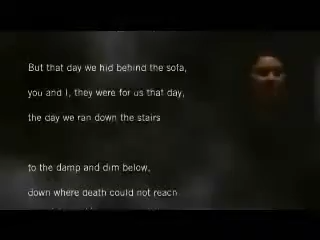 But that day we hid behind the sofa,
you and I, they were for us that day,
the day we ran down the stairs
to the damp and dim below,
down where death could not reach